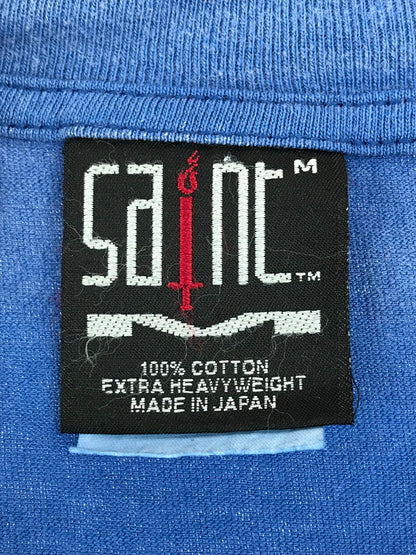 saint M
™
100% COTTON
EXTRA HEAVYWEIGHT
MADE IN JAPAN